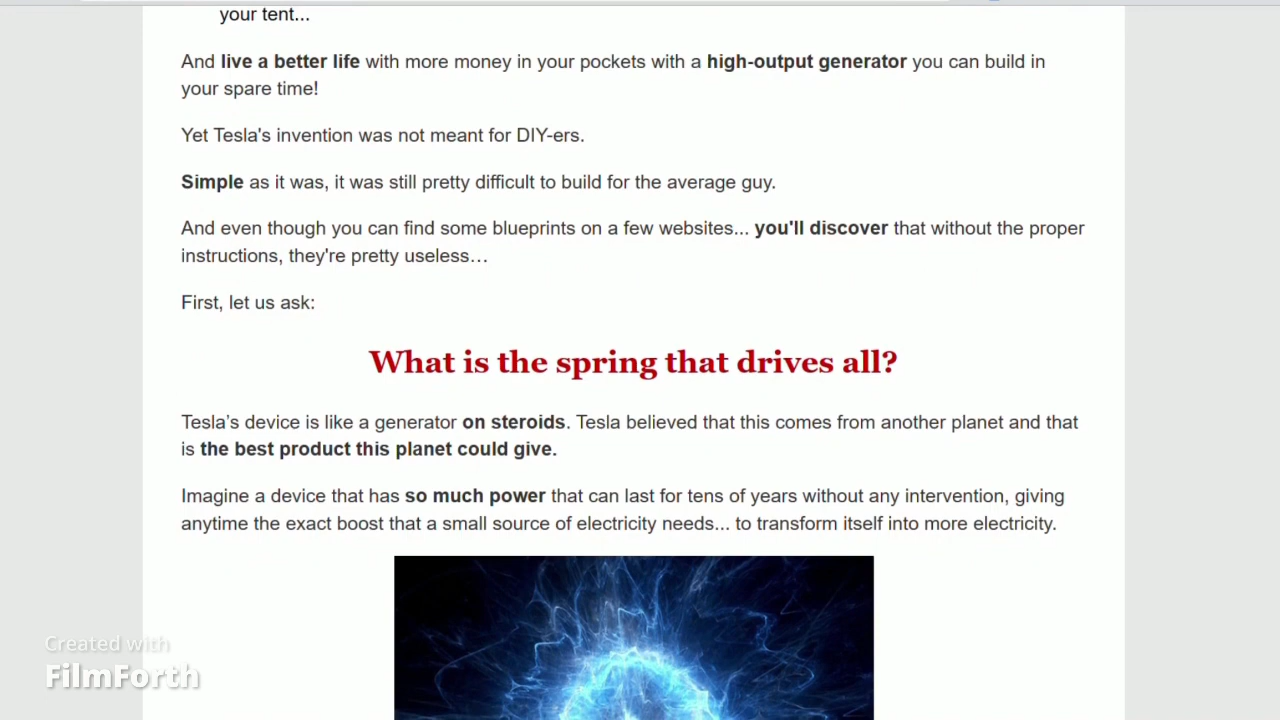 your tent...
And live a better life with more money in your pockets with a high-output generator you can build in
your spare time!
Yet Tesla's invention was not meant for DIY-ers.
Simple as it was, it was still pretty difficult to build for the average guy.
And even though you can find some blueprints on a few websites... you'll discover that without the proper
instructions, they're pretty useless…
First, let us ask:
What is the spring that drives all?
Tesla’s device is like a generator on steroids. Tesla believed that this comes from another planet and that
is the best product this planet could give.
Imagine a device that has so much power that can last for tens of years without any intervention, giving
anytime the exact boost that a small source of electricity needs... to transform itself into more electricity.
Created with
FilmForth